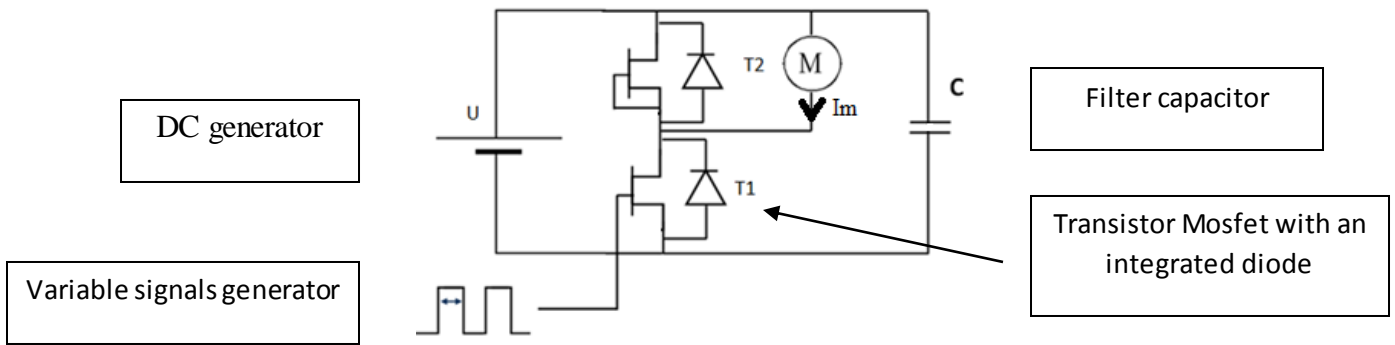 DC generator
Variable signals generator
U
T2
M
Im
T1
C
Filter capacitor
Transistor Mosfet with an
integrated diode